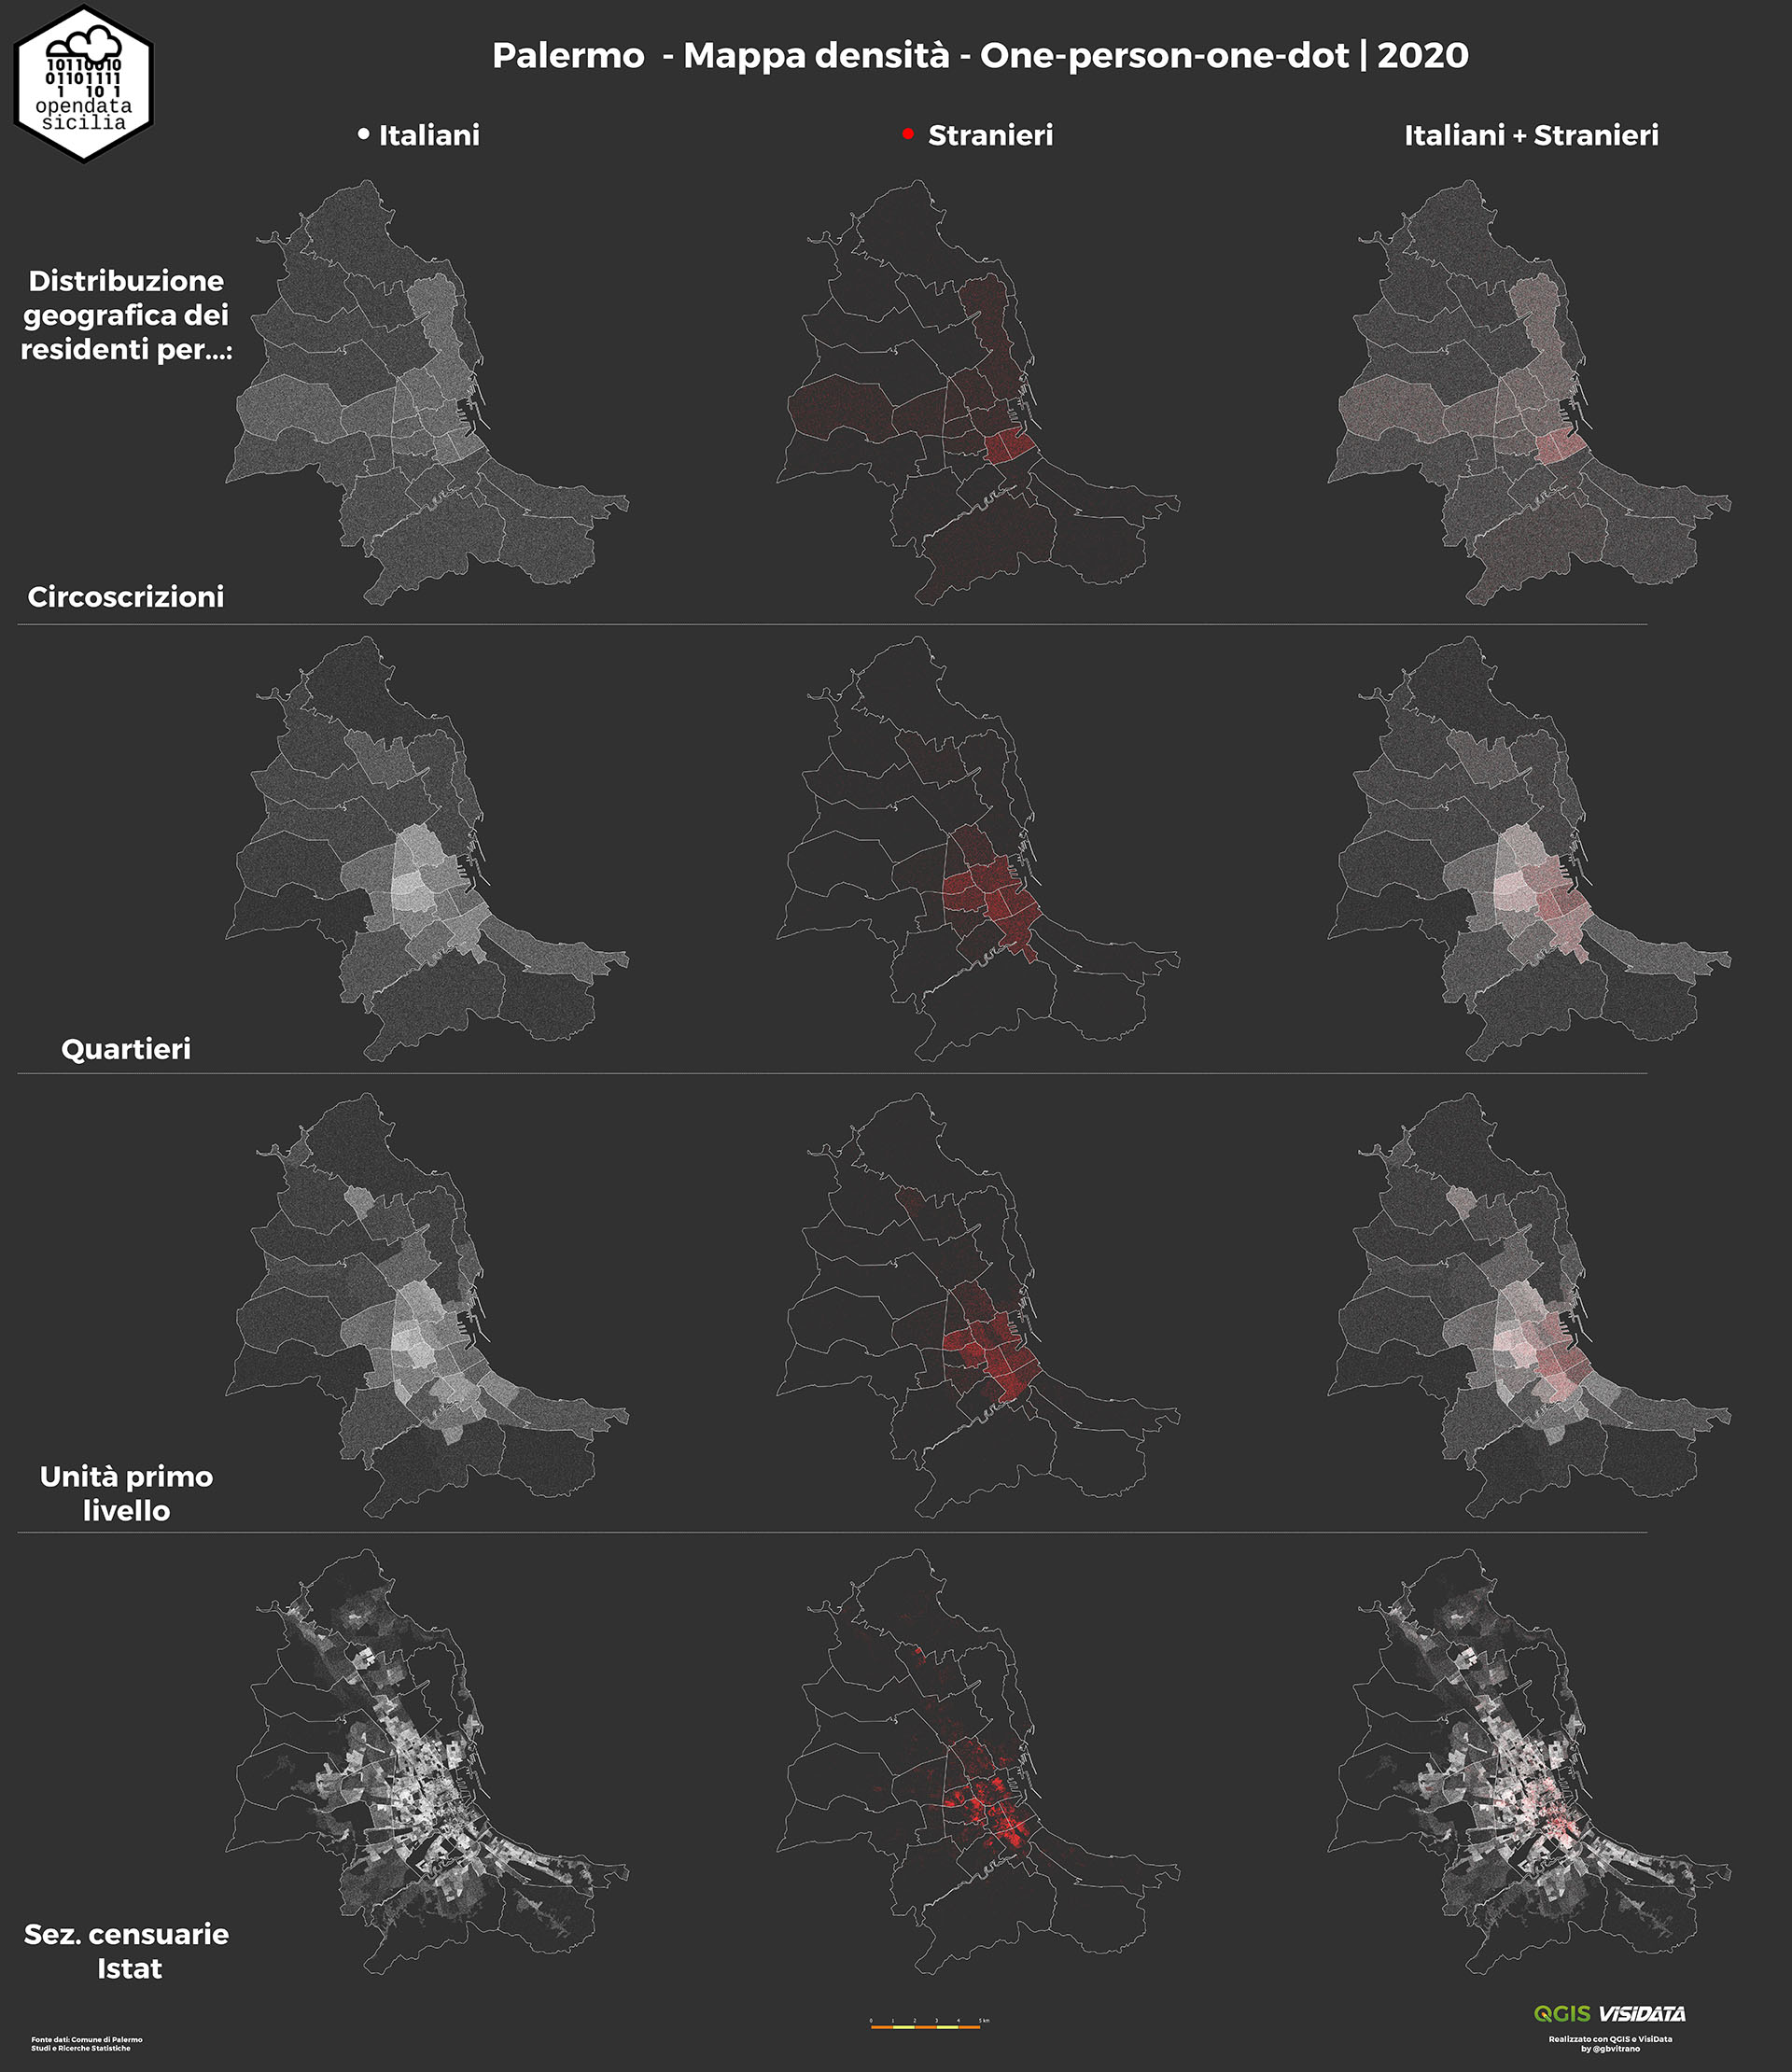 10110010
01101111
1 10 1
opendata
sicilia
Palermo - Mappa densità - One-person-one-dot | 2020
Italiani
Stranieri
Italiani + Stranieri
Distribuzione
geografica dei
residenti per...:
Circoscrizioni
Quartieri
Unità primo
livello
Sez. censuarie
Istat
0 1 2 3 4 5 km
QGIS VISIDATA
Realizzato con QGIS e VisiData
by @gbvitrano
Fonte dati: Comune di Palermo
Studi e Ricerche Statistiche